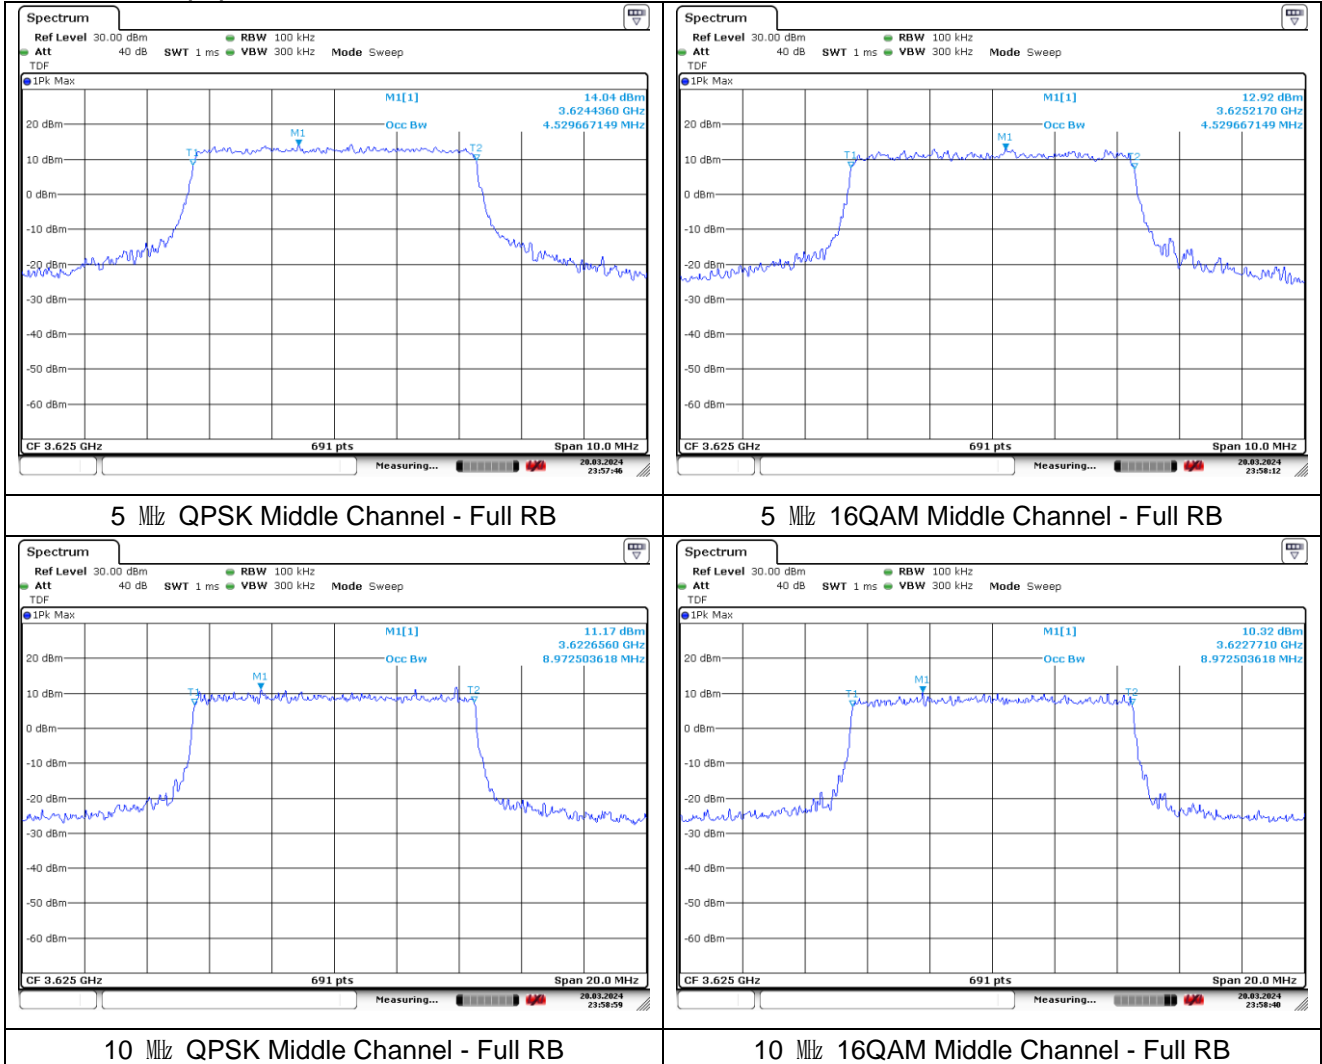 Spectrum
Ref Level 30.00 dBm RBW 100 kHz
Att 40 dB SWT 1 ms VBW 300 kHz Mode Sweep
TDF
1Pk Max
M1[1] 14.04 dBm
3.6244360 GHz
Occ Bw 4.529667149 MHz
20 dBm
M1
T1
T2
10 dBm
0 dBm
-10 dBm
-20 dBm
-30 dBm
-40 dBm
-50 dBm
-60 dBm
CF 3.625 GHz 691 pts Span 10.0 MHz
Measuring... 20.03.2024
23:57:46
5 ㎒ QPSK Middle Channel - Full RB
Spectrum
Ref Level 30.00 dBm RBW 100 kHz
Att 40 dB SWT 1 ms VBW 300 kHz Mode Sweep
TDF
1Pk Max
M1[1] 12.92 dBm
3.6252170 GHz
Occ Bw 4.529667149 MHz
20 dBm
M1
T1
T2
10 dBm
0 dBm
-10 dBm
-20 dBm
-30 dBm
-40 dBm
-50 dBm
-60 dBm
CF 3.625 GHz 691 pts Span 10.0 MHz
Measuring... 20.03.2024
23:58:12
5 ㎒ 16QAM Middle Channel - Full RB
Spectrum
Ref Level 30.00 dBm RBW 100 kHz
Att 40 dB SWT 1 ms VBW 300 kHz Mode Sweep
TDF
1Pk Max
M1[1] 11.17 dBm
3.6226560 GHz
Occ Bw 8.972503618 MHz
20 dBm
M1
T1
T2
10 dBm
0 dBm
-10 dBm
-20 dBm
-30 dBm
-40 dBm
-50 dBm
-60 dBm
CF 3.625 GHz 691 pts Span 20.0 MHz
Measuring... 20.03.2024
23:58:59
10 ㎒ QPSK Middle Channel - Full RB
Spectrum
Ref Level 30.00 dBm RBW 100 kHz
Att 40 dB SWT 1 ms VBW 300 kHz Mode Sweep
TDF
1Pk Max
M1[1] 10.32 dBm
3.6227710 GHz
Occ Bw 8.972503618 MHz
20 dBm
M1
T1
T2
10 dBm
0 dBm
-10 dBm
-20 dBm
-30 dBm
-40 dBm
-50 dBm
-60 dBm
CF 3.625 GHz 691 pts Span 20.0 MHz
Measuring... 20.03.2024
23:58:40
10 ㎒ 16QAM Middle Channel - Full RB